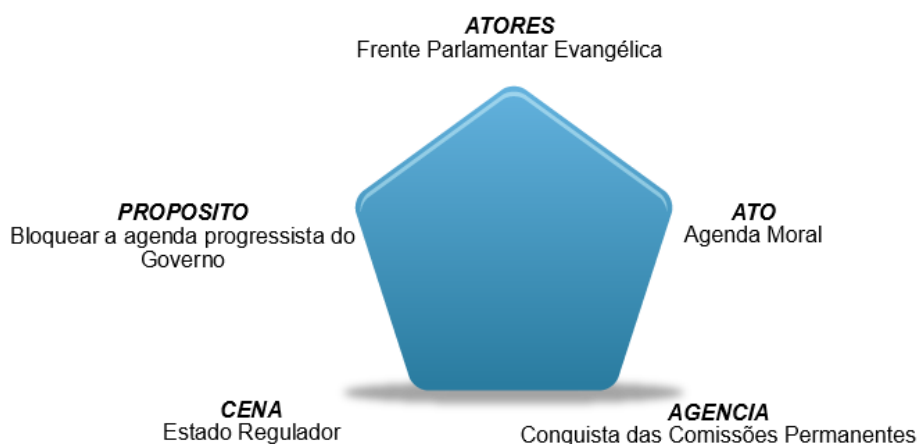 ATORES
Frente Parlamentar Evangélica
PROPOSITO
Bloquear a agenda progressista do
Governo
ATO
Agenda Moral
CENA
Estado Regulador
AGENCIA
Conquista das Comissões Permanentes